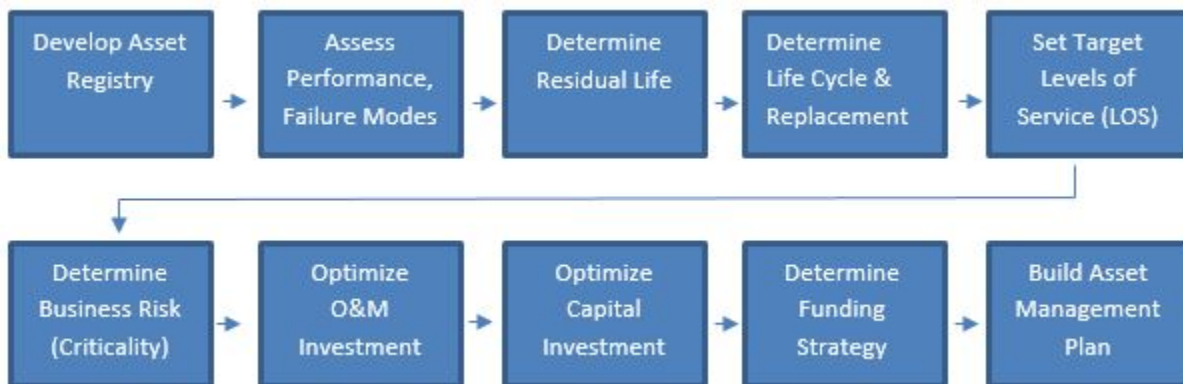 Develop Asset
Registry
Assess
Performance,
Failure Modes
Determine
Residual Life
Determine
Life Cycle &
Replacement
Set Target
Levels of
Service (LOS)
Determine
Business Risk
(Criticality)
Optimize
O&M
Investment
Optimize
Capital
Investment
Determine
Funding
Strategy
Build Asset
Management
Plan